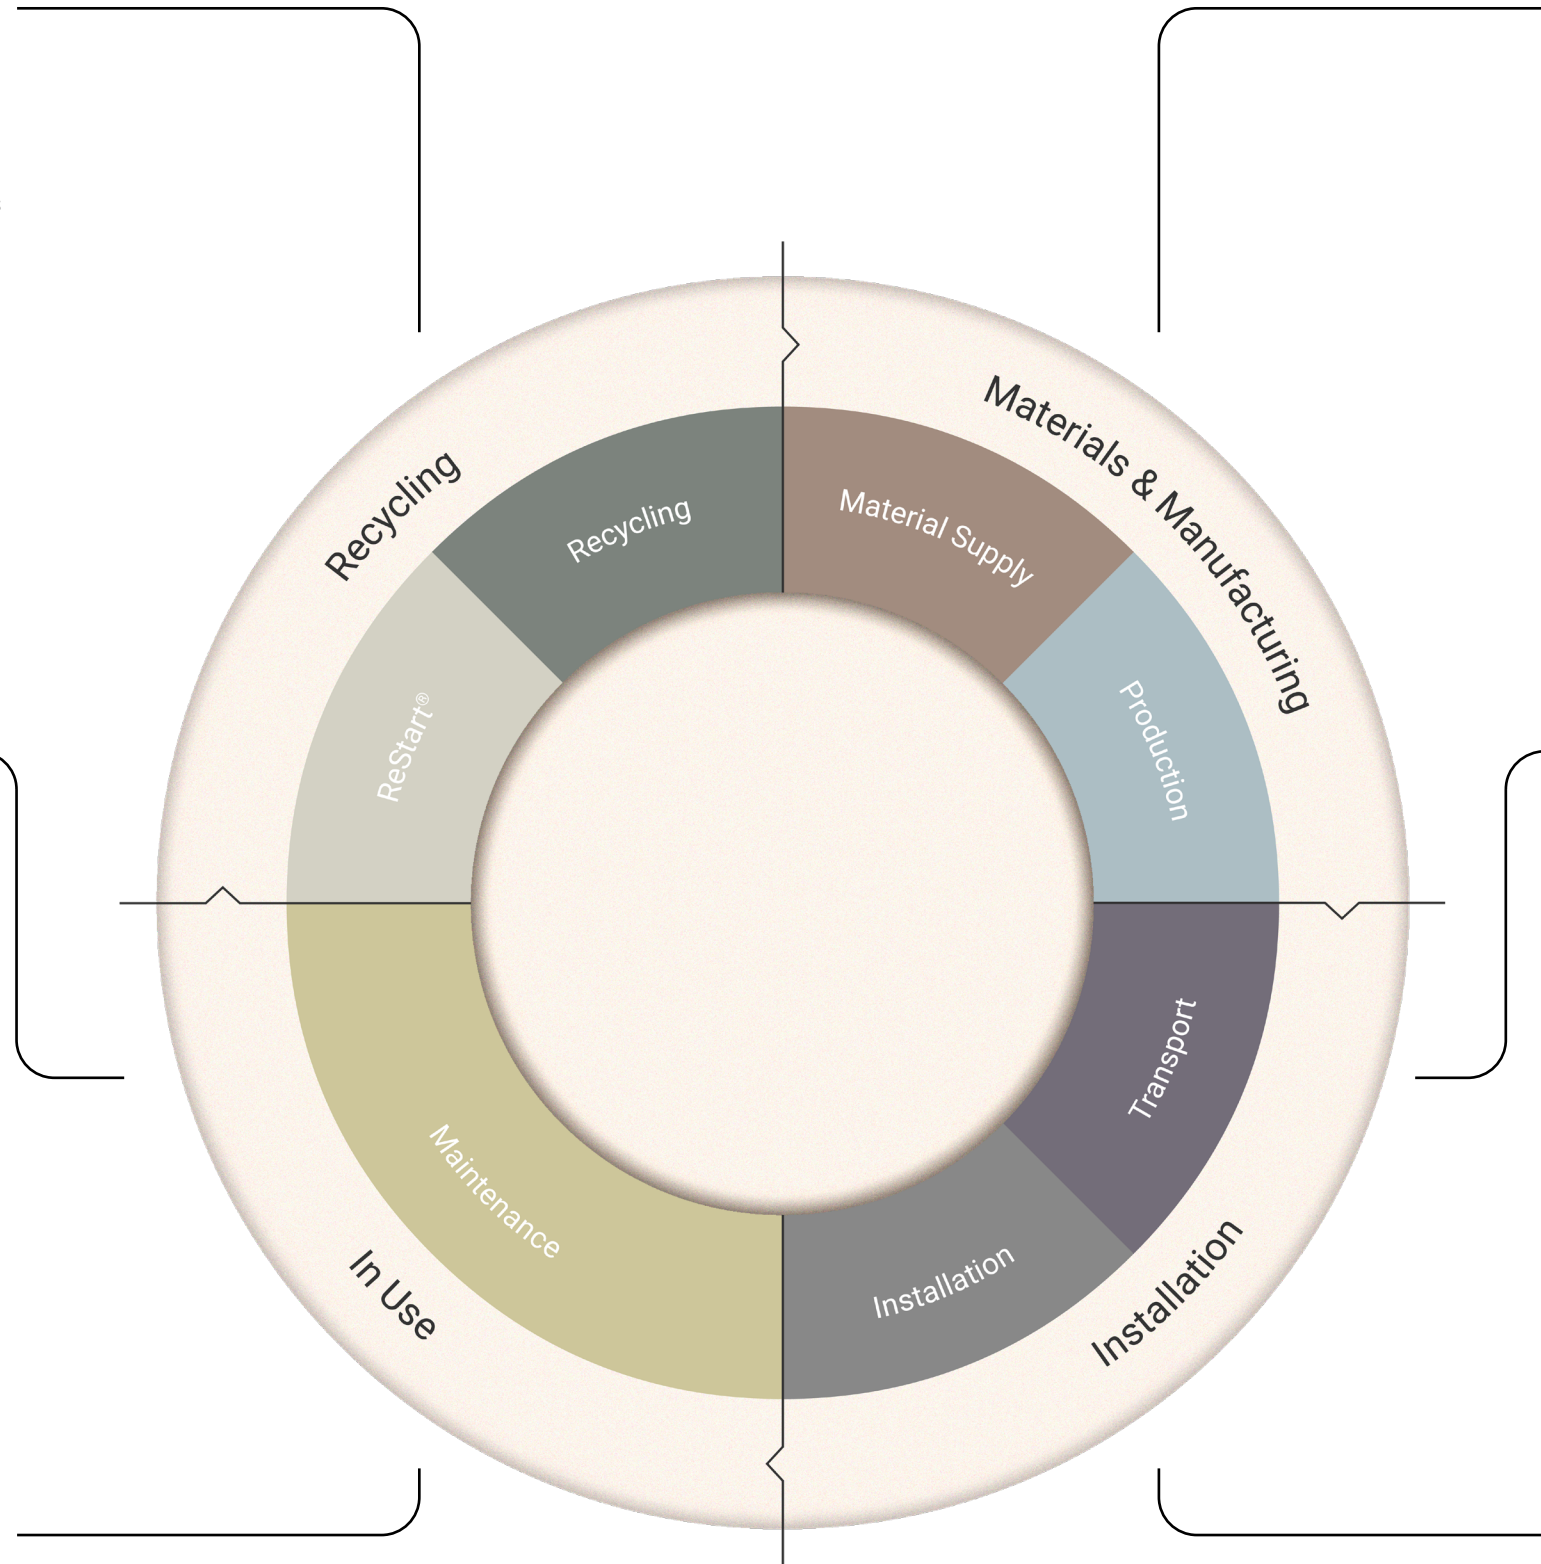 Materials & Manufacturing
Material Supply
Production
Transport
Installation
Installation
Maintenance
In Use
ReStart®
Recycling
Recycling